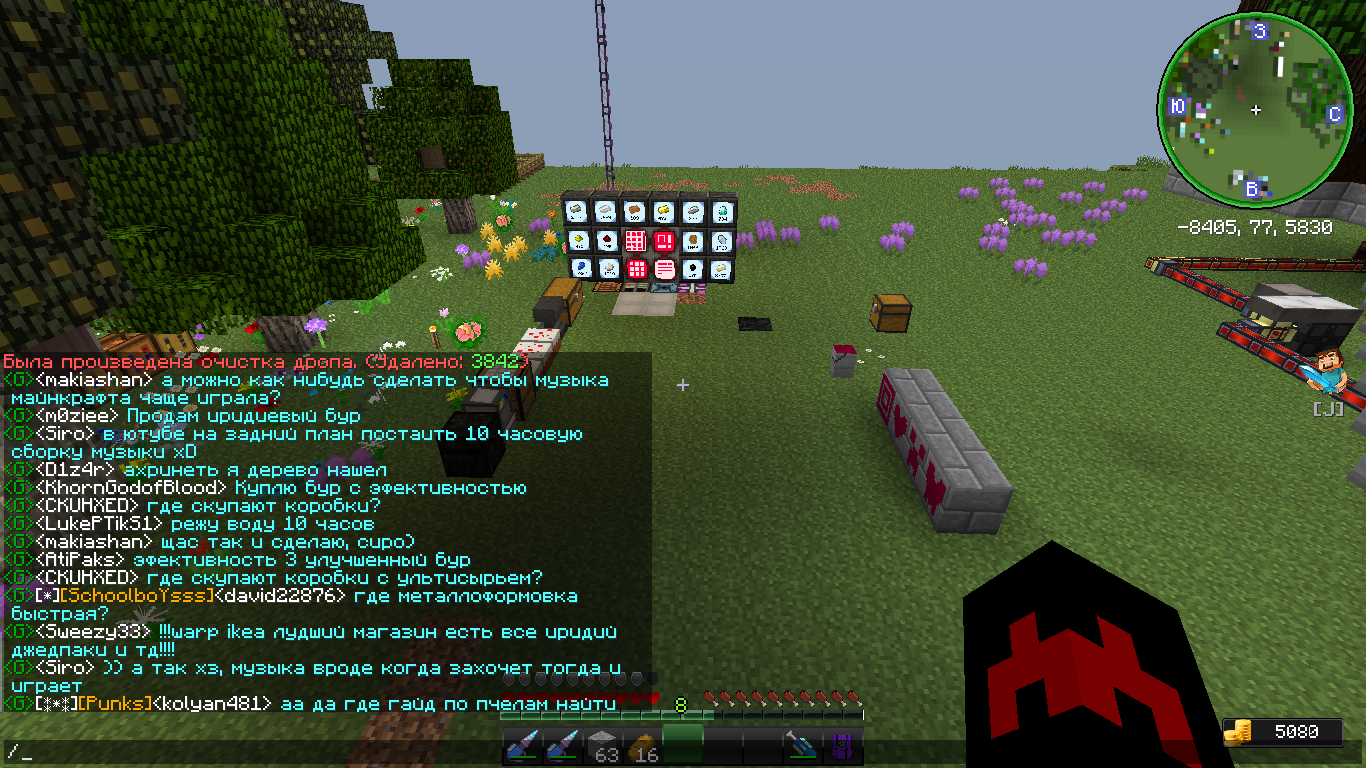 З
Ю
С
В
-8405, 77, 5830
[J]
Была произведена очистка дропа. (Удалено: 3842)
<G><makiashan> а можно как нибудь сделать чтобы музыка
майнкрафта чаще играла?
<G><m0ziee> Продам иридиевый бур
<G><Siro> в ютубе на задний план постаить 10 часовую
сборку музыки xD
<G><D1z4r> ахринеть я дерево нашел
<G><KhornGodofBlood> Куплю бур с эфективностью
<G><CKUHXED> где скупают коробки?
<G><LukePTikS1> режу воду 10 часов
<G><makiashan> щас так и сделаю, сиро)
<G><AtiPaks> эфективность 3 улучшенный бур
<G><CKUHXED> где скупают коробки с ультисырьем?
<G>[*][SchoolboYsss]<david22876> где металлоформовка
быстрая?
<G><Sweezy33> !!!warp ikea лудший магазин есть все иридий
джедпаки и тд!!!!
<G><Siro> )) а так хз, музыка вроде когда захочет тогда и
играет
<G>[**][Punks]<kolyan481> аа да где гайд по пчелам найти
8
63
16
5080
/_